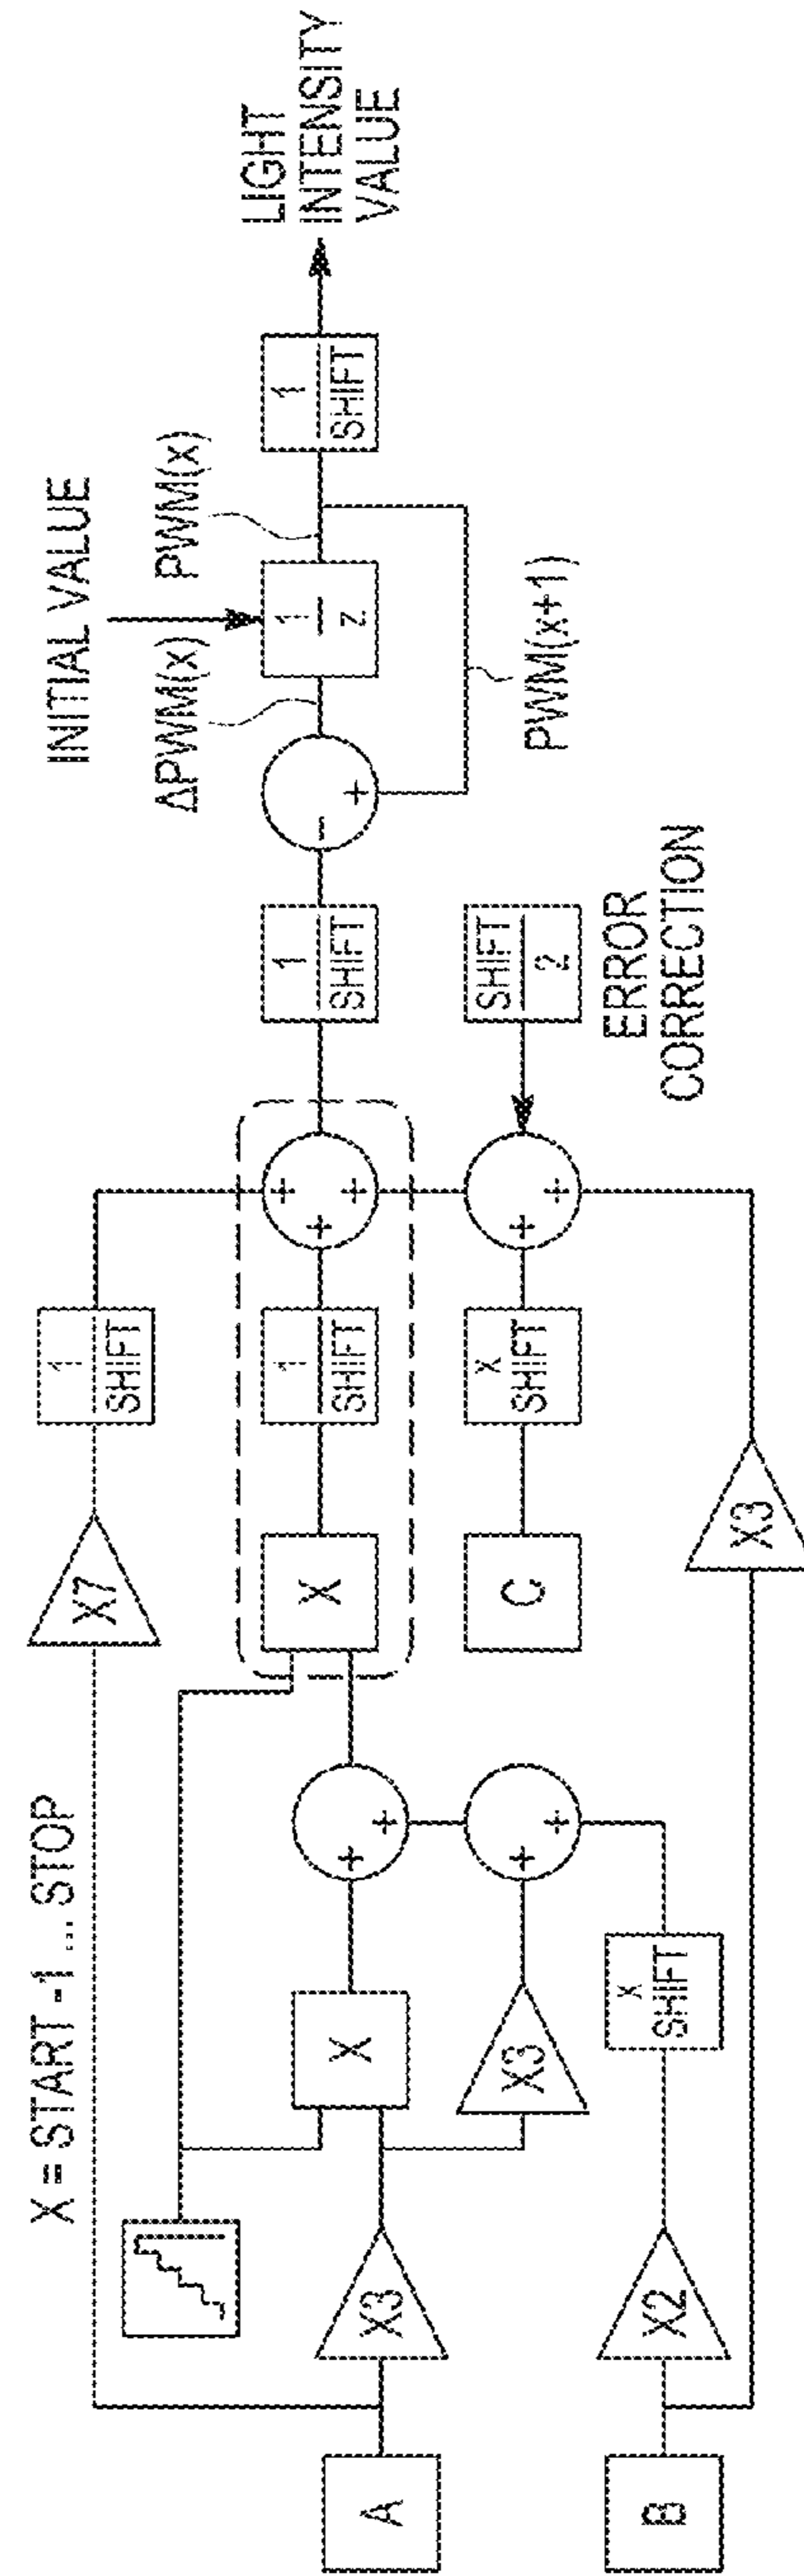 X = START -1 ... STOP
INITIAL VALUE
LIGHT
INTENSITY
VALUE
ΔPWM(x)
PWM(x)
PWM(x+1)
A
B
X3
X2
X
X3
x
SHIFT
+
+
+
+
X7
1
SHIFT
X
1
SHIFT
C
x
SHIFT
X3
+
+
+
+
+
1
SHIFT
SHIFT
2
ERROR
CORRECTION
-
+
1
z
1
SHIFT